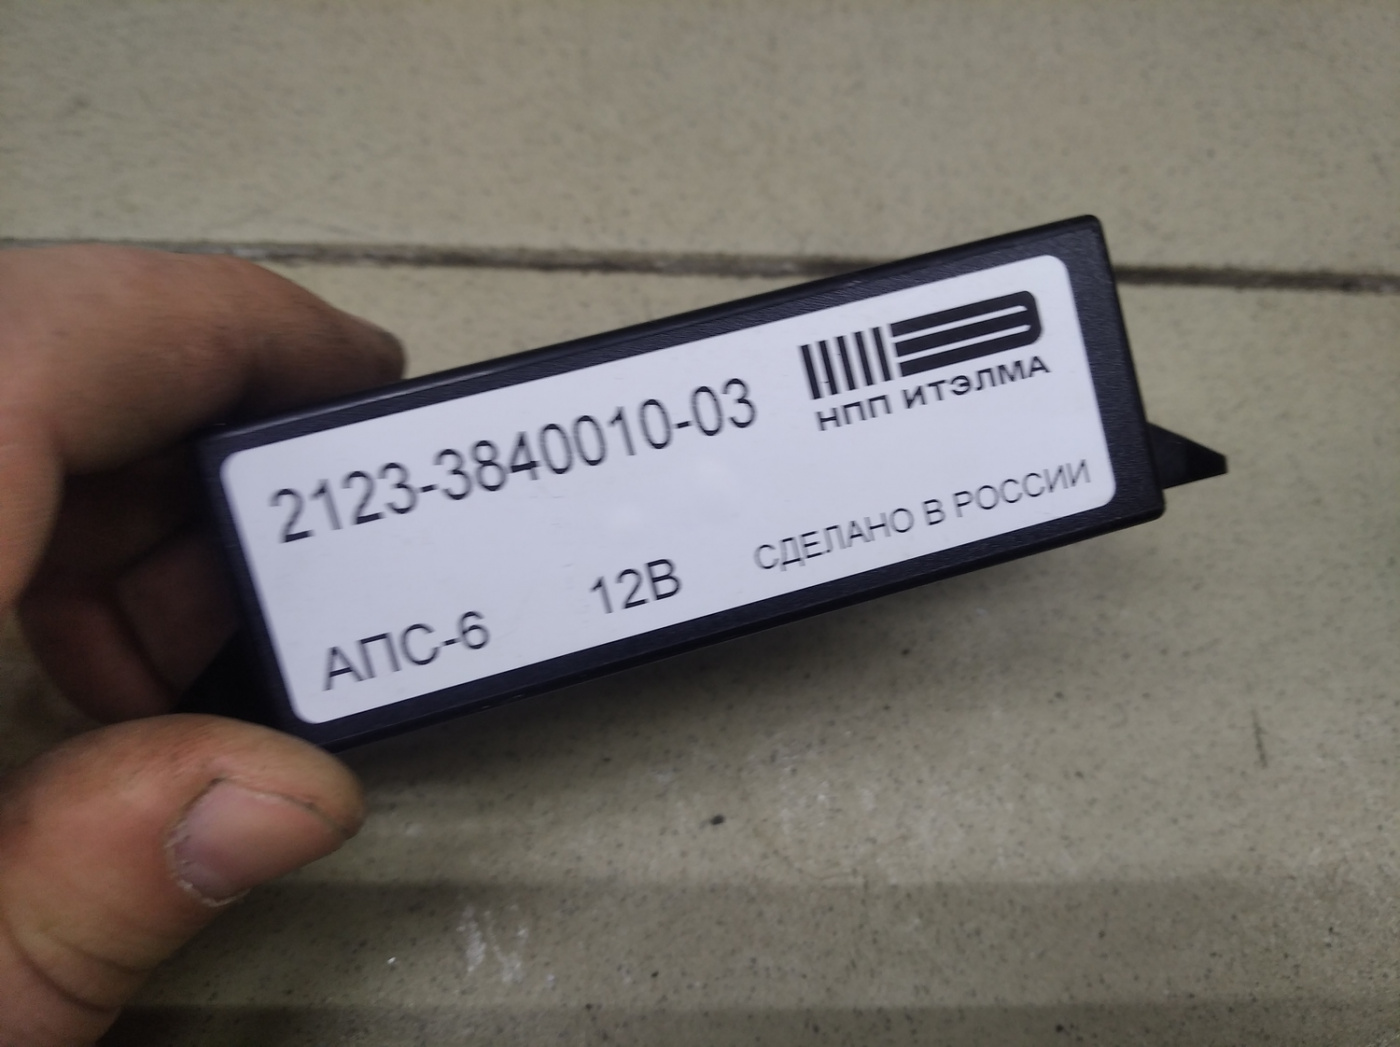 2123-3840010-03
НПП ИТЭЛМА
АПС-6 12В СДЕЛАНО В РОССИИ